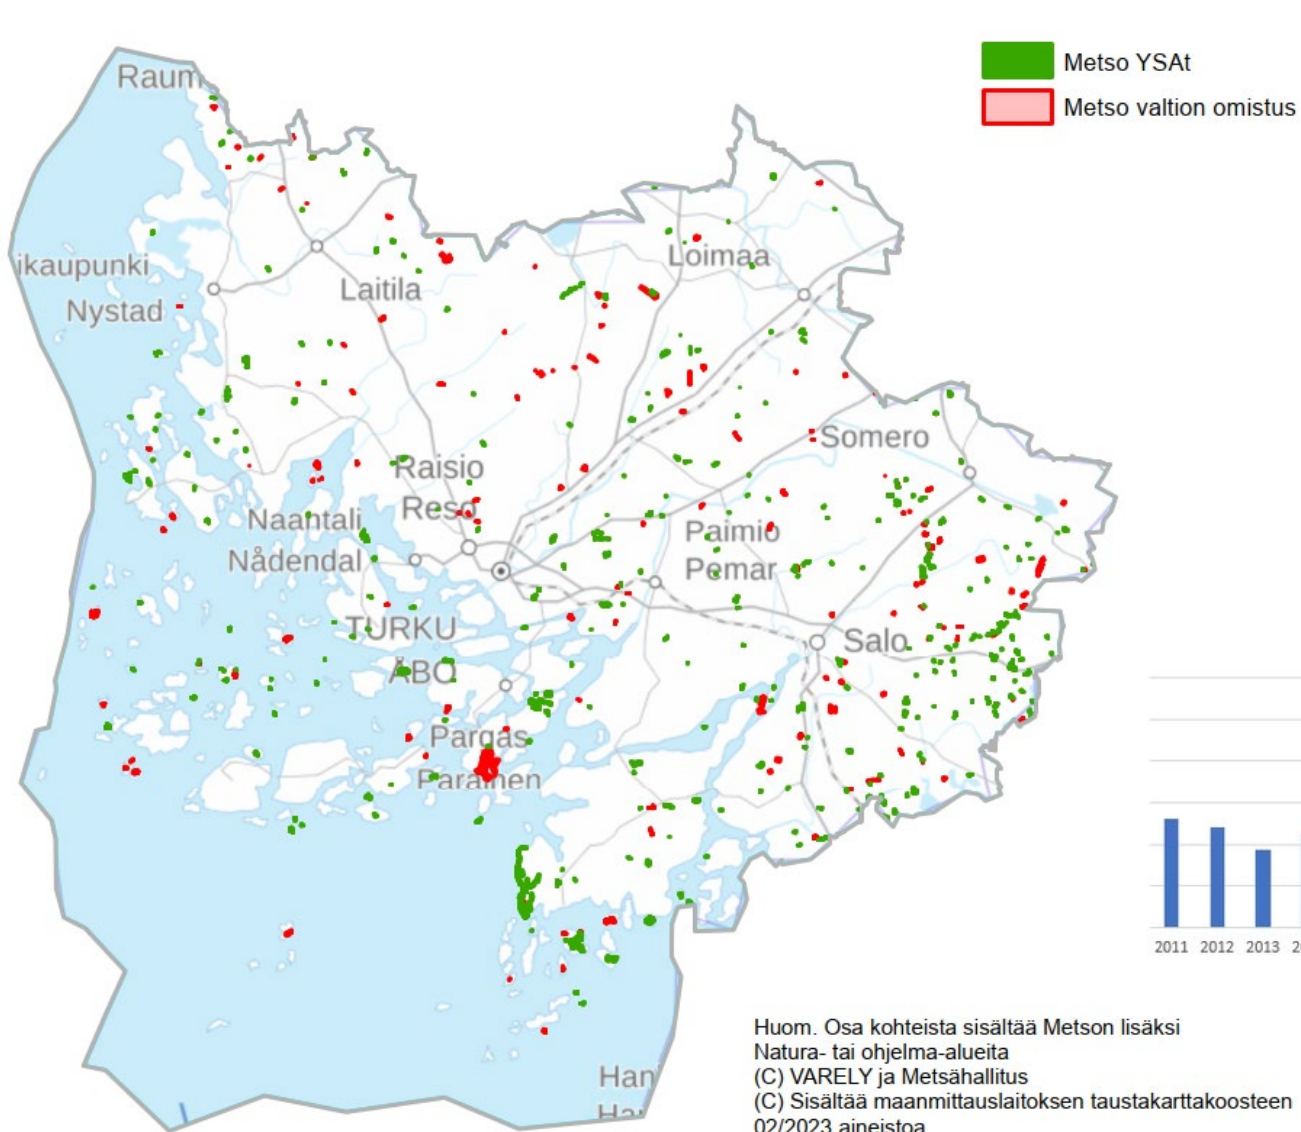 Metso YSAt
Metso valtion omistus
Raum
ikaupunki
Nystad
Laitila
Loimaa
Somero
Raisio
Reso
Naantali
Nådendal
Paimio
Pemar
TURKU
ÅBO
Salo
Pargas
Parainen
2011 2012 2013
Huom. Osa kohteista sisältää Metson lisäksi
Natura- tai ohjelma-alueita
(C) VARELY ja Metsähallitus
(C) Sisältää maanmittauslaitoksen taustakarttakoosteen
02/2023 aineistoa
Han